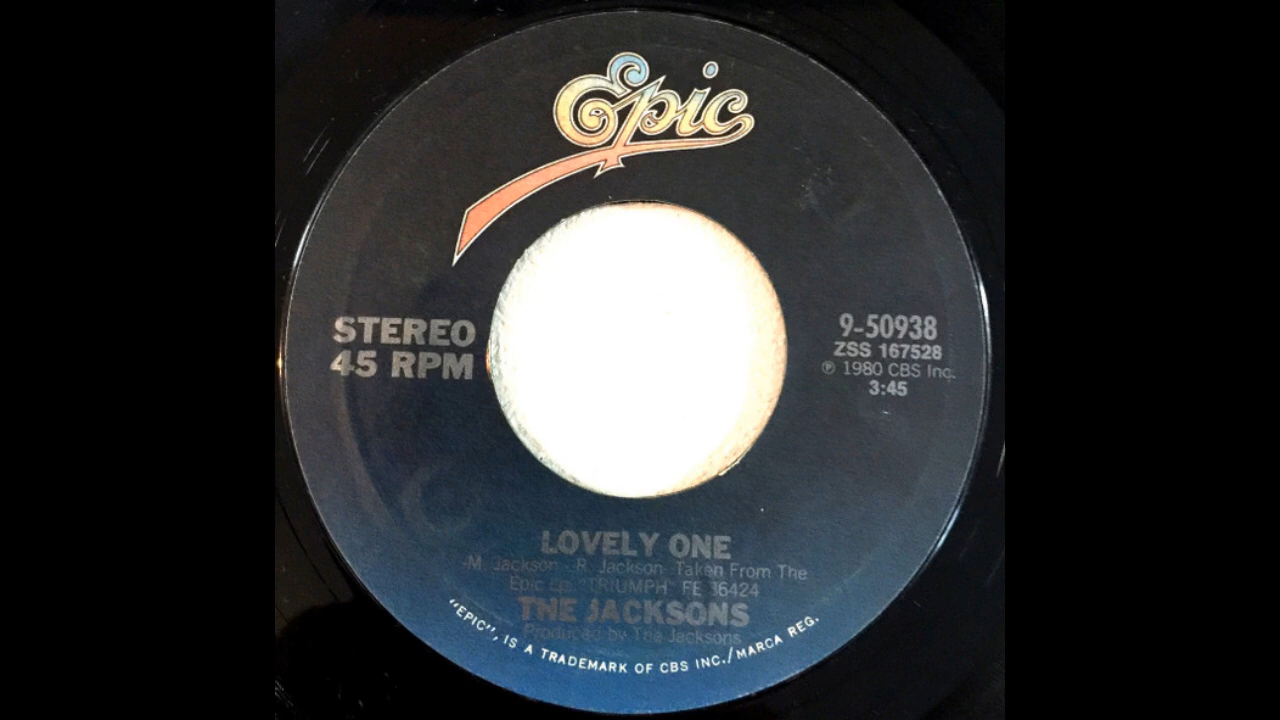 Epic
STEREO
45 RPM
9-50938
ZSS 167528
℗ 1980 CBS Inc.
3:45
LOVELY ONE
-M. Jackson - R. Jackson- Taken From The
Epic Lp: "TRIUMPH" FE 36424
THE JACKSONS
Produced by The Jacksons
"EPIC", IS A TRADEMARK OF CBS INC./MARCA REG.